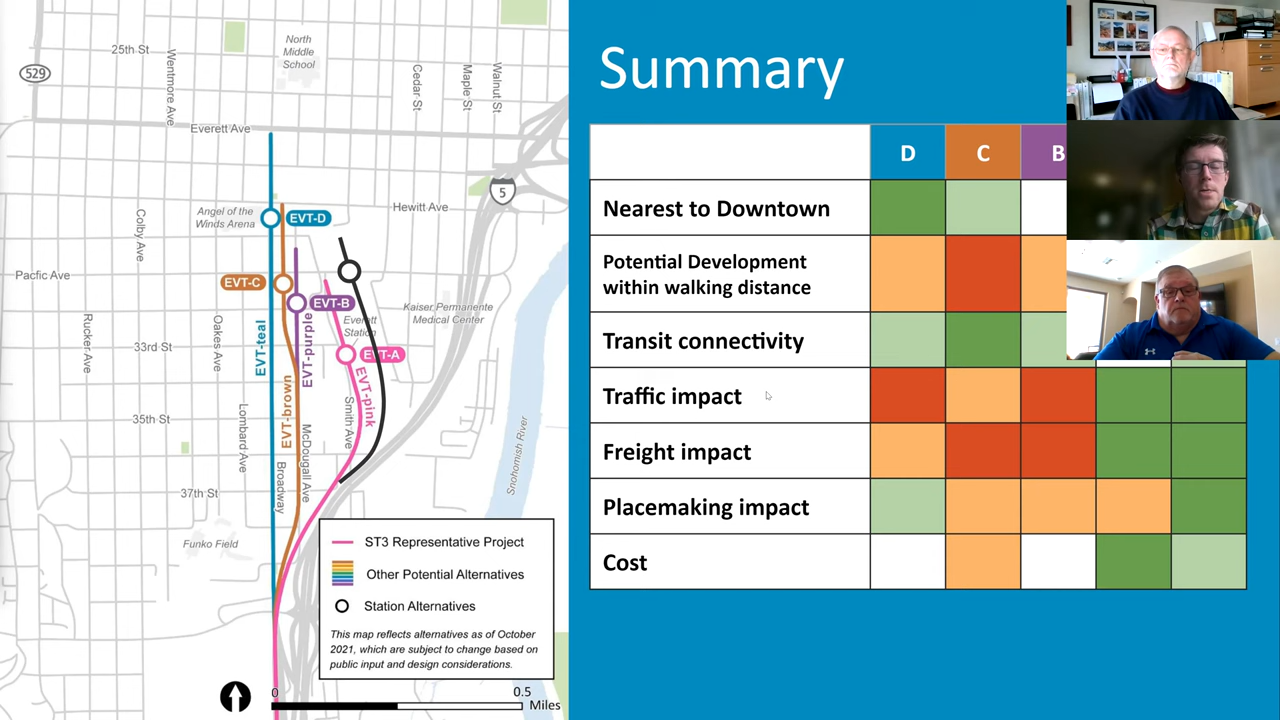 25th St
North
Middle
School
529
Wentmore Ave
Cedar St
Maple St
Walnut St
Everett Ave
5
Hewitt Ave
Angel of the
Winds Arena
EVT-D
Colby Ave
Pacfic Ave
EVT-C
EVT-B
Kaiser Permanente
Medical Center
Everett
Station
EVT-A
Rucker Ave
Oakes Ave
33rd St
EVT-teal
EVT-purple
EVT-brown
EVT-pink
Smith Ave
35th St
Lombard Ave
McDougall Ave
Broadway
Snohomish River
37th St
Funko Field
ST3 Representative Project
Other Potential Alternatives
Station Alternatives
This map reflects alternatives as of October
2021, which are subject to change based on
public input and design considerations.
0
0.5
Miles
Summary
D
C
B
Nearest to Downtown
Potential Development
within walking distance
Transit connectivity
Traffic impact
Freight impact
Placemaking impact
Cost